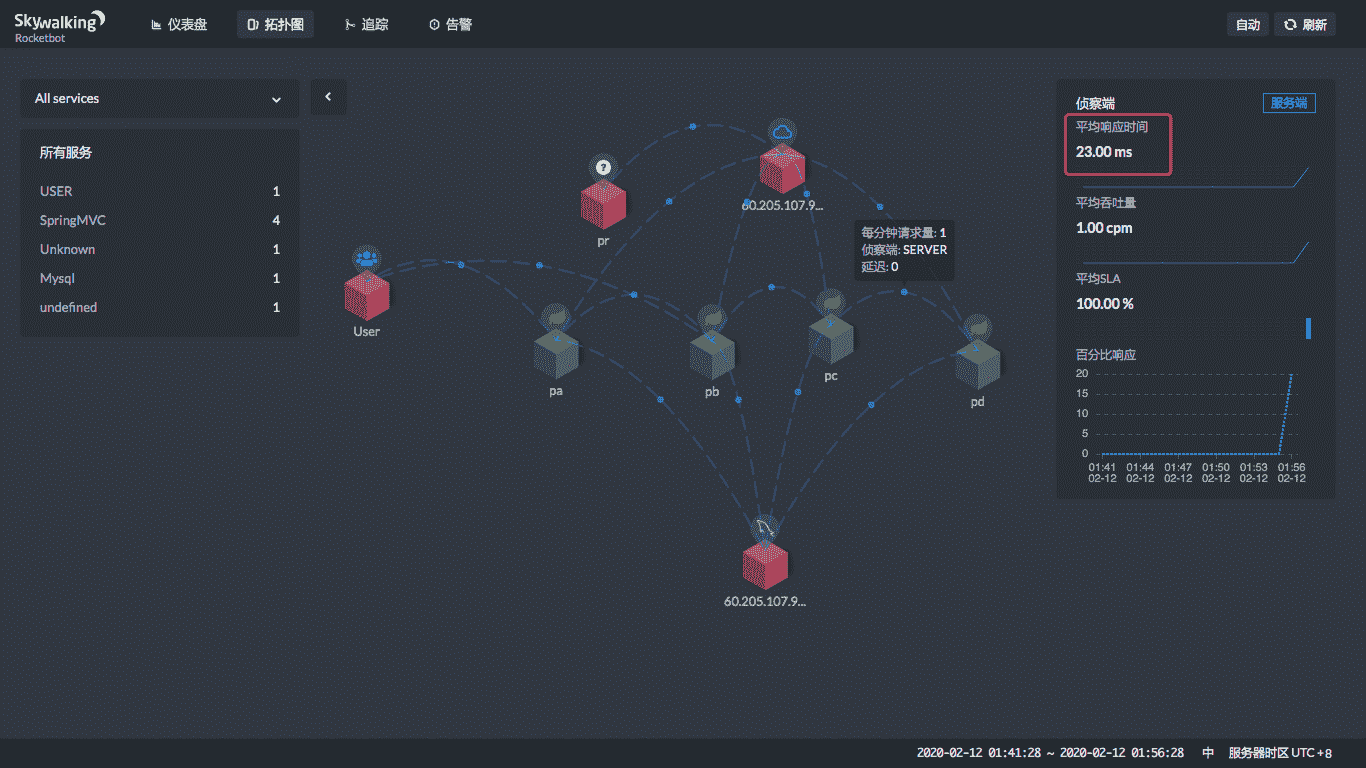 Skywalking
Rocketbot
仪表盘
拓扑图
追踪
告警
自动
刷新
All services
所有服务
USER 1
SpringMVC 4
Unknown 1
Mysql 1
undefined 1
User
pr
60.205.107.9...
每分钟请求量: 1
侦察端: SERVER
延迟: 0
pa
pb
pc
pd
60.205.107.9...
侦察端
服务端
平均响应时间
23.00 ms
平均吞吐量
1.00 cpm
平均SLA
100.00 %
百分比响应
20
15
10
5
0
01:41 01:44 01:47 01:50 01:53 01:56
02-12 02-12 02-12 02-12 02-12 02-12
2020-02-12 01:41:28 ~ 2020-02-12 01:56:28 中 服务器时区 UTC +8